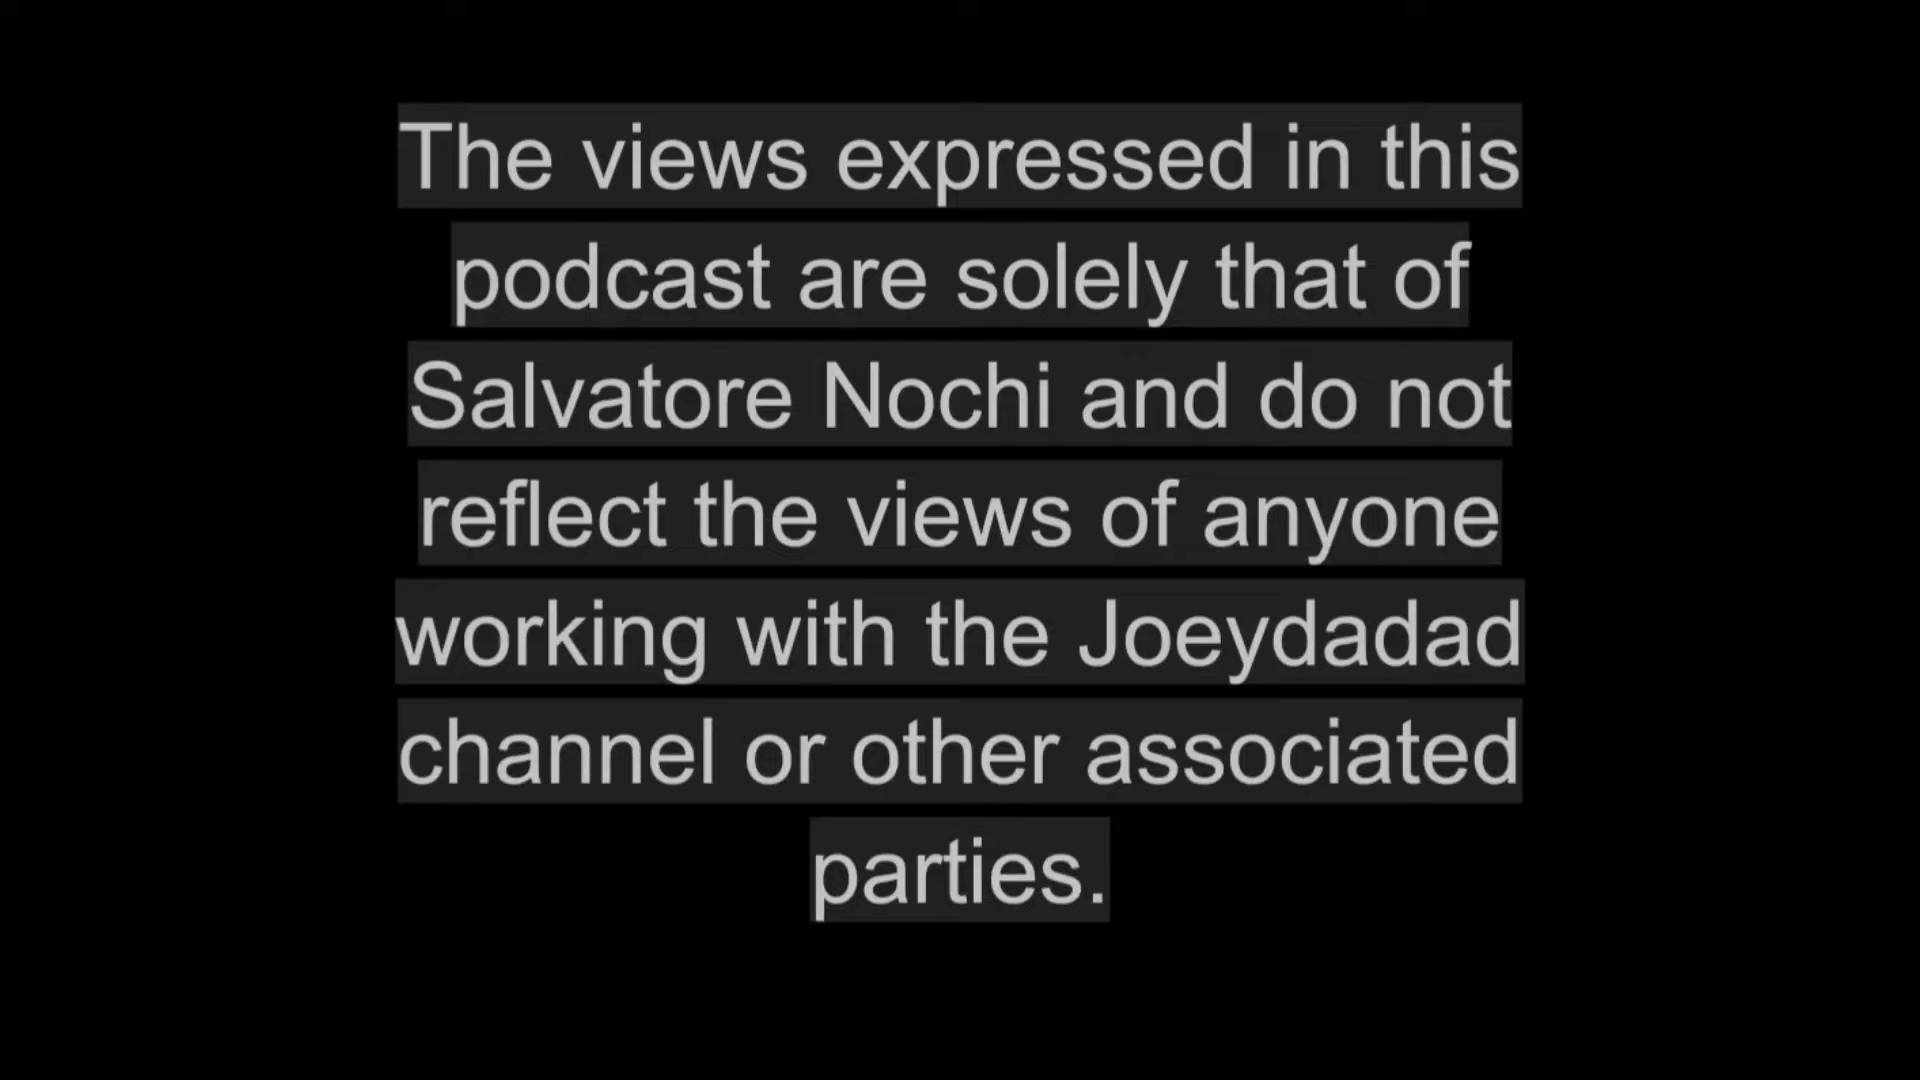 The views expressed in this
podcast are solely that of
Salvatore Nochi and do not
reflect the views of anyone
working with the Joeydadad
channel or other associated
parties.